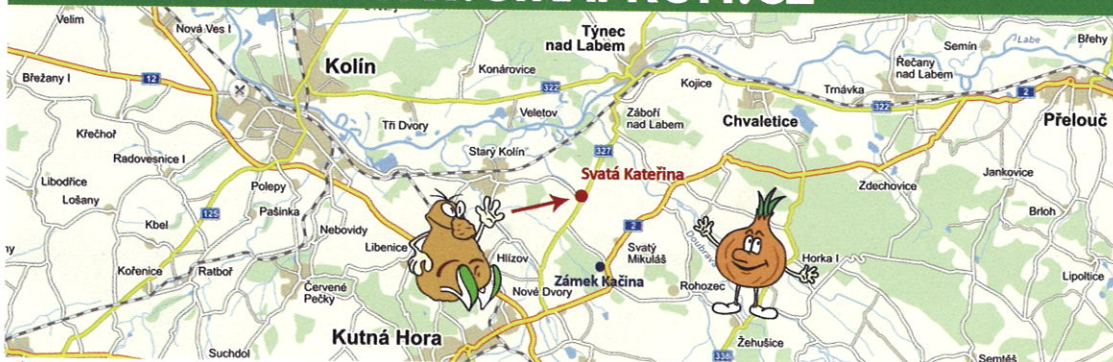 Velim
Nová Ves I
Týnec
nad Labem
Semín
Labe
Břehy
Břežany I
12
Kolín
Konárovice
322
Kojice
Trnávka
Řečany
nad Labem
322
2
Přelouč
Křečhoř
Tři Dvory
Veletov
Záboří
nad Labem
Chvaletice
Radovesnice I
Starý Kolín
327
Svatá Kateřina
Zdechovice
Jankovice
Libodřice
Lošany
Polepy
Kbel
125
Pašinka
Nebovidy
Libenice
2
Svatý
Mikuláš
Doubrava
Brloh
Kořenice
Ratboř
Hlízov
Horka I
Lipoltice
Červené
Pečky
Nové Dvory
Zámek Kačina
Rohozec
Kutná Hora
Suchdol
338
Žehušice
Semtěš